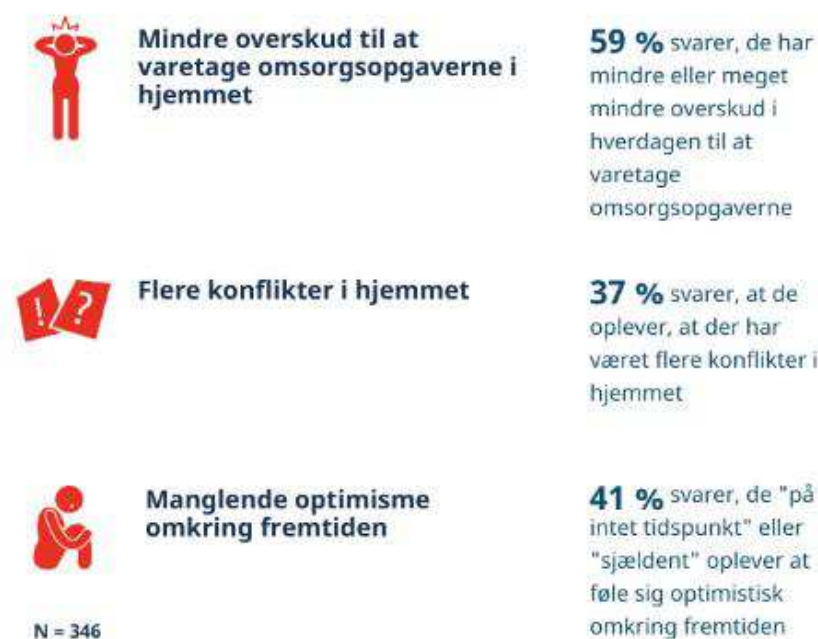 Mindre overskud til at
varetage omsorgsopgaverne i
hjemmet
59 % svarer, de har
mindre eller meget
mindre overskud i
hverdagen til at
varetage
omsorgsopgaverne
Flere konflikter i hjemmet
37 % svarer, at de
oplever, at der har
været flere konflikter i
hjemmet
! ?
Manglende optimisme
omkring fremtiden
41 % svarer, de "på
intet tidspunkt" eller
"sjældent" oplever at
føle sig optimistisk
omkring fremtiden
N = 346